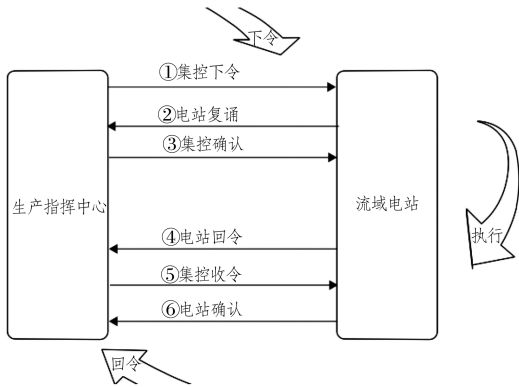 下令
①集控下令
②电站复诵
③集控确认
生产指挥中心
流域电站
执行
④电站回令
⑤集控收令
⑥电站确认
回令